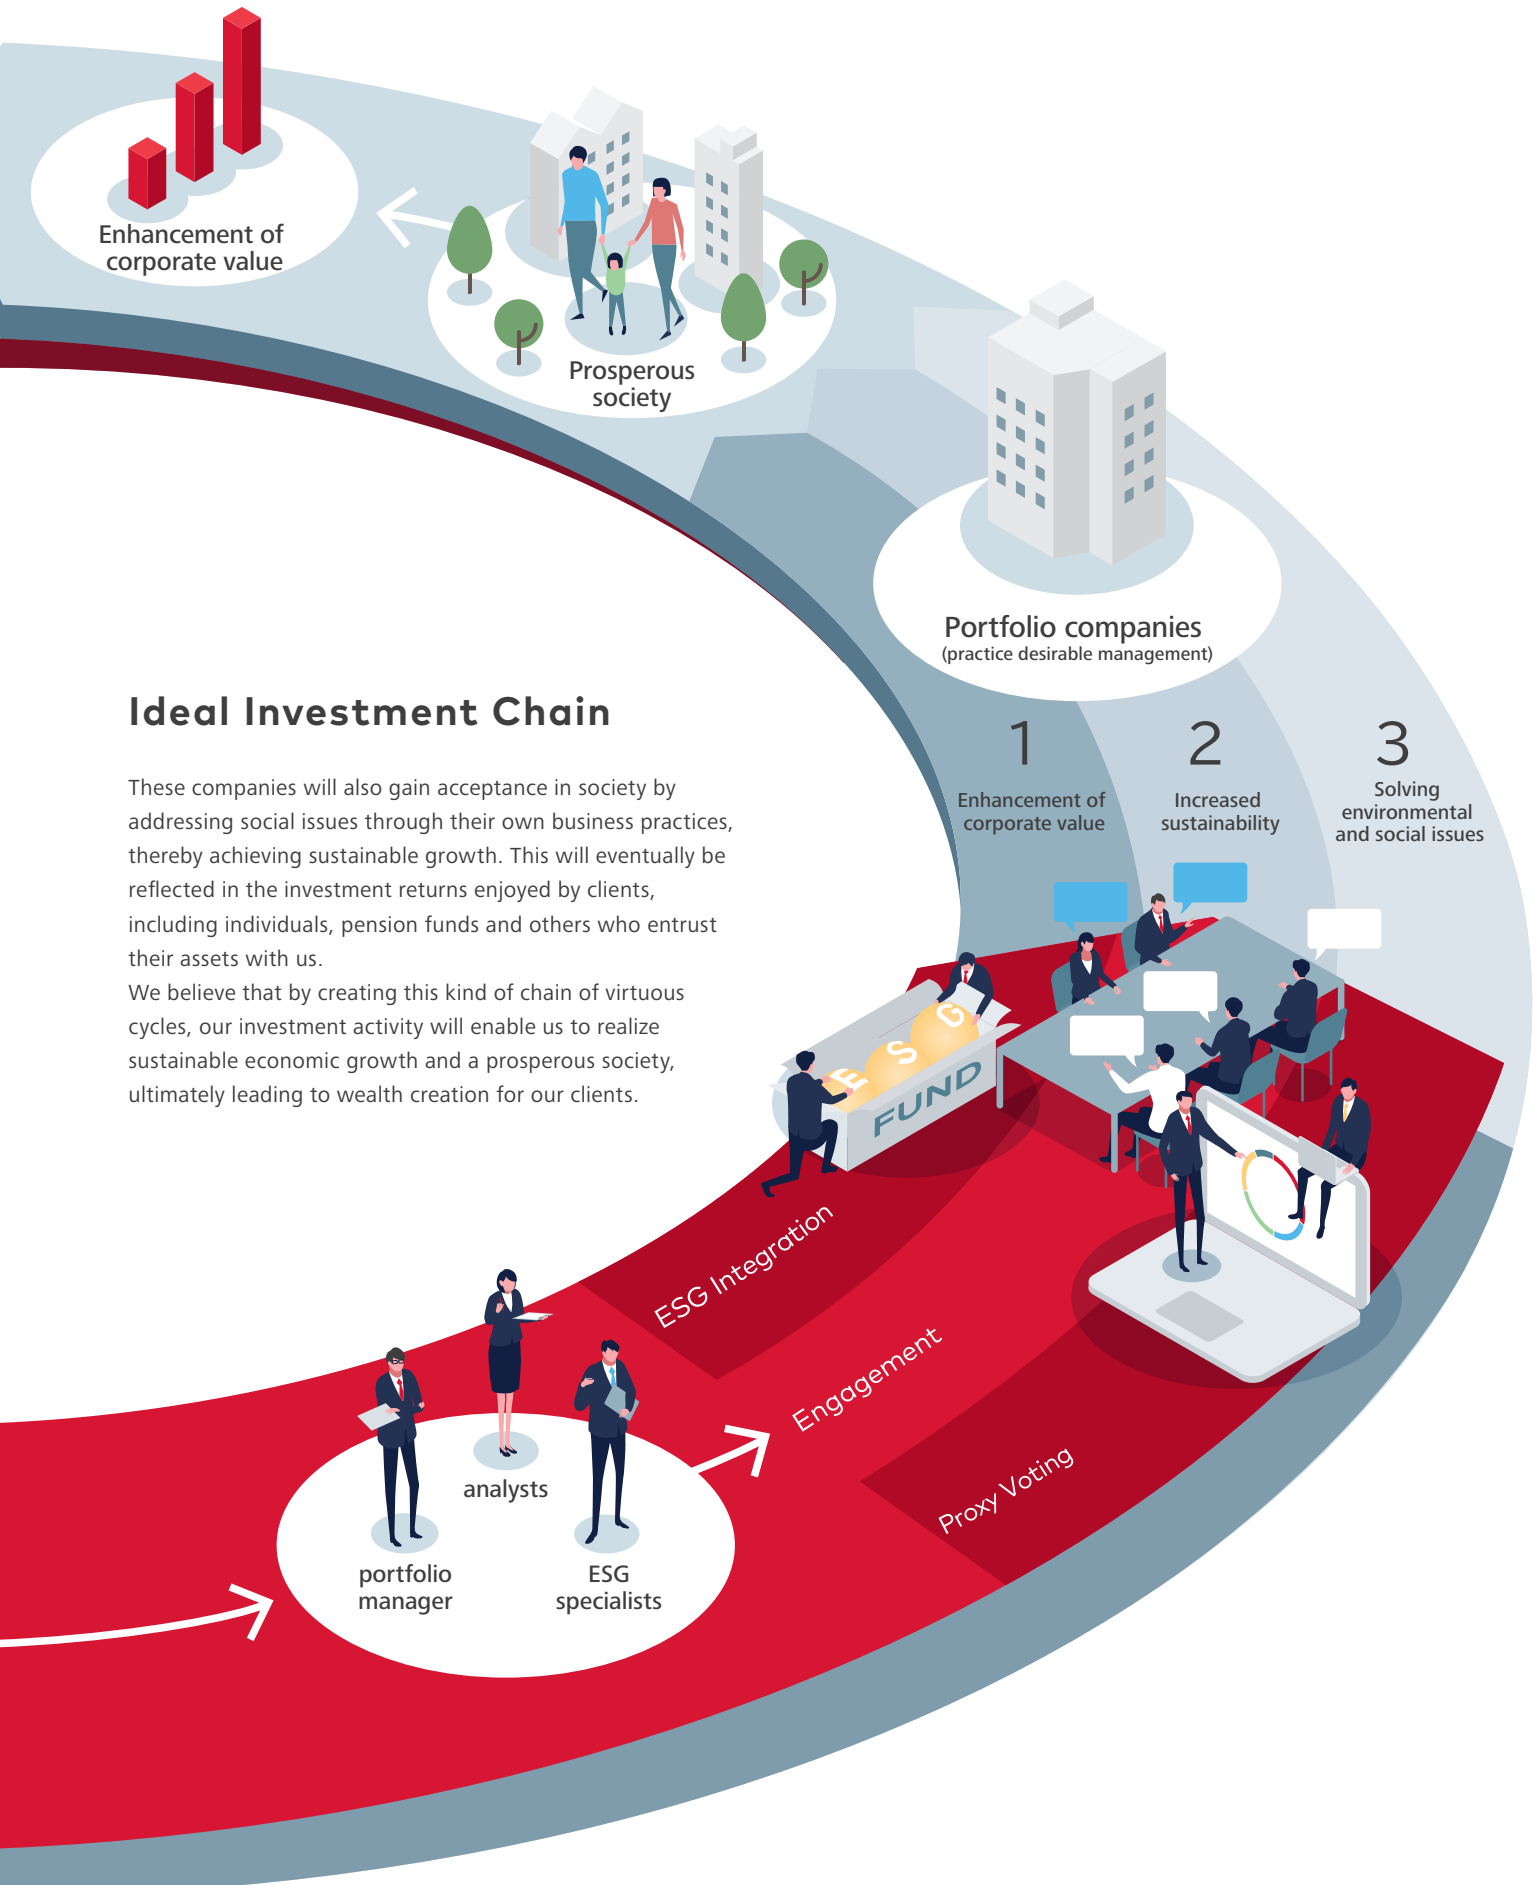 Enhancement of
corporate value
Prosperous
society
Portfolio companies
(practice desirable management)
Ideal Investment Chain
These companies will also gain acceptance in society by
addressing social issues through their own business practices,
thereby achieving sustainable growth. This will eventually be
reflected in the investment returns enjoyed by clients,
including individuals, pension funds and others who entrust
their assets with us.
We believe that by creating this kind of chain of virtuous
cycles, our investment activity will enable us to realize
sustainable economic growth and a prosperous society,
ultimately leading to wealth creation for our clients.
1
Enhancement of
corporate value
2
Increased
sustainability
3
Solving
environmental
and social issues
E S G
FUND
ESG Integration
Engagement
Proxy Voting
analysts
portfolio
manager
ESG
specialists